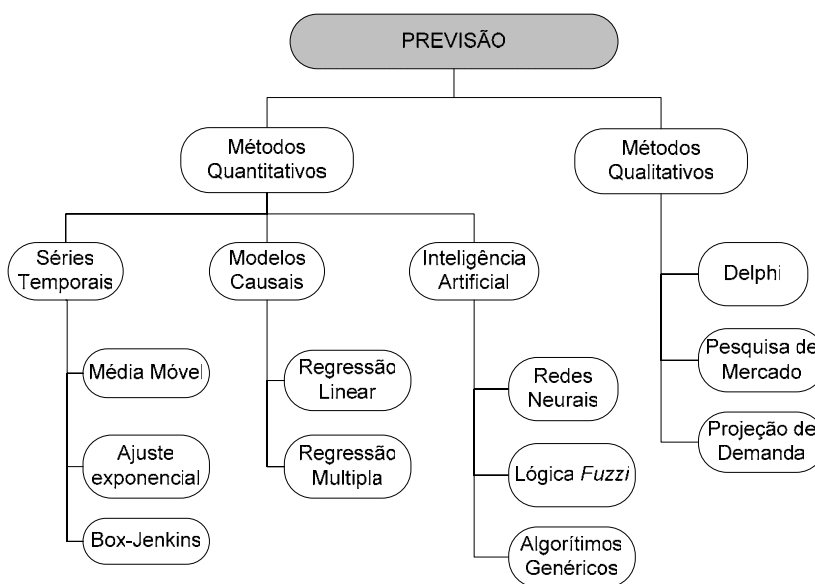 PREVISÃO
Métodos
Quantitativos
Métodos
Qualitativos
Séries
Temporais
Modelos
Causais
Inteligência
Artificial
Delphi
Média Móvel
Regressão
Linear
Redes
Neurais
Pesquisa de
Mercado
Ajuste
exponencial
Regressão
Multipla
Lógica Fuzzi
Projeção de
Demanda
Box-Jenkins
Algorítimos
Genéricos